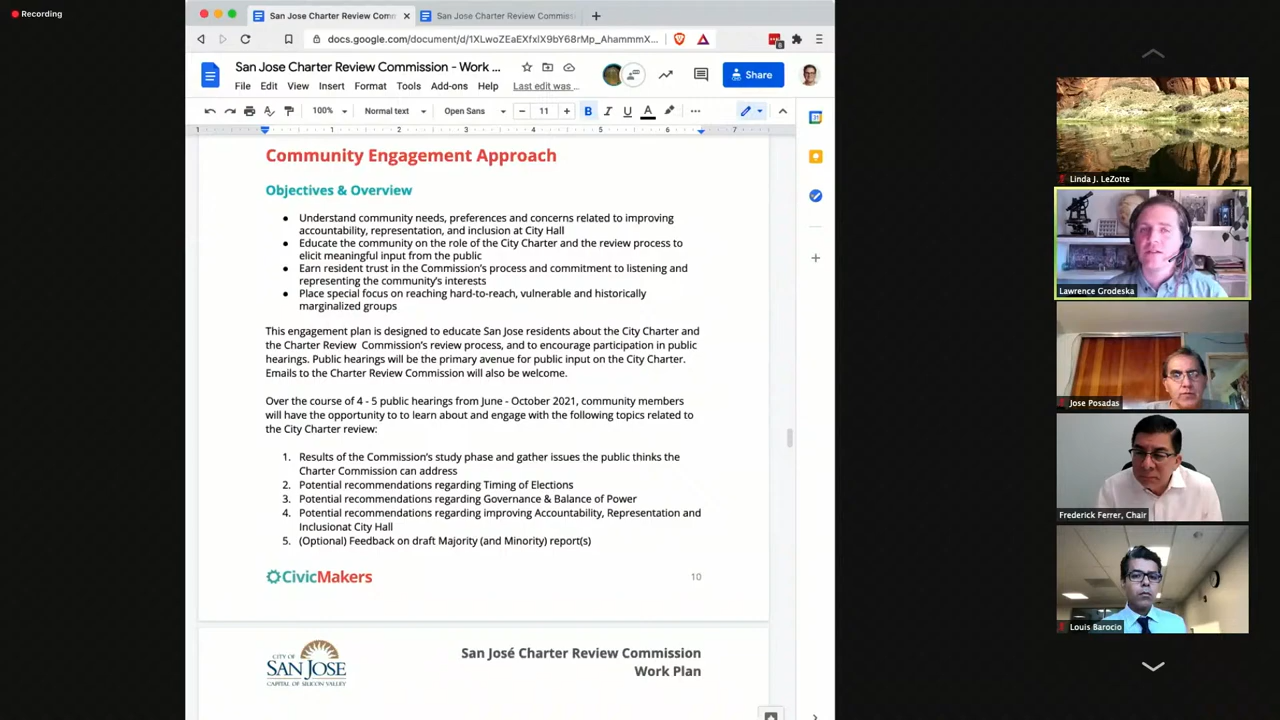 Recording
San Jose Charter Review Comm
San Jose Charter Review Commiss
docs.google.com/document/d/1XLwoZEaEXfxlX9bY68rMp_AhammmX...
San Jose Charter Review Commission - Work ...
File Edit View Insert Format Tools Add-ons Help Last edit was ...
Share
100% Normal text Open Sans 11 B I U A
1 1 2 3 4 5 6 7
Community Engagement Approach
Objectives & Overview
● Understand community needs, preferences and concerns related to improving
accountability, representation, and inclusion at City Hall
● Educate the community on the role of the City Charter and the review process to
elicit meaningful input from the public
● Earn resident trust in the Commission's process and commitment to listening and
representing the community's interests
● Place special focus on reaching hard-to-reach, vulnerable and historically
marginalized groups
This engagement plan is designed to educate San Jose residents about the City Charter and
the Charter Review Commission's review process, and to encourage participation in public
hearings. Public hearings will be the primary avenue for public input on the City Charter.
Emails to the Charter Review Commission will also be welcome.
Over the course of 4 - 5 public hearings from June - October 2021, community members
will have the opportunity to to learn about and engage with the following topics related to
the City Charter review:
1. Results of the Commission's study phase and gather issues the public thinks the
Charter Commission can address
2. Potential recommendations regarding Timing of Elections
3. Potential recommendations regarding Governance & Balance of Power
4. Potential recommendations regarding improving Accountability, Representation and
Inclusionat City Hall
5. (Optional) Feedback on draft Majority (and Minority) report(s)
CivicMakers
10
CITY OF
SAN JOSE
CAPITAL OF SILICON VALLEY
San José Charter Review Commission
Work Plan
Linda J. LeZotte
Lawrence Grodeska
Jose Posadas
Frederick Ferrer, Chair
Louis Barocio